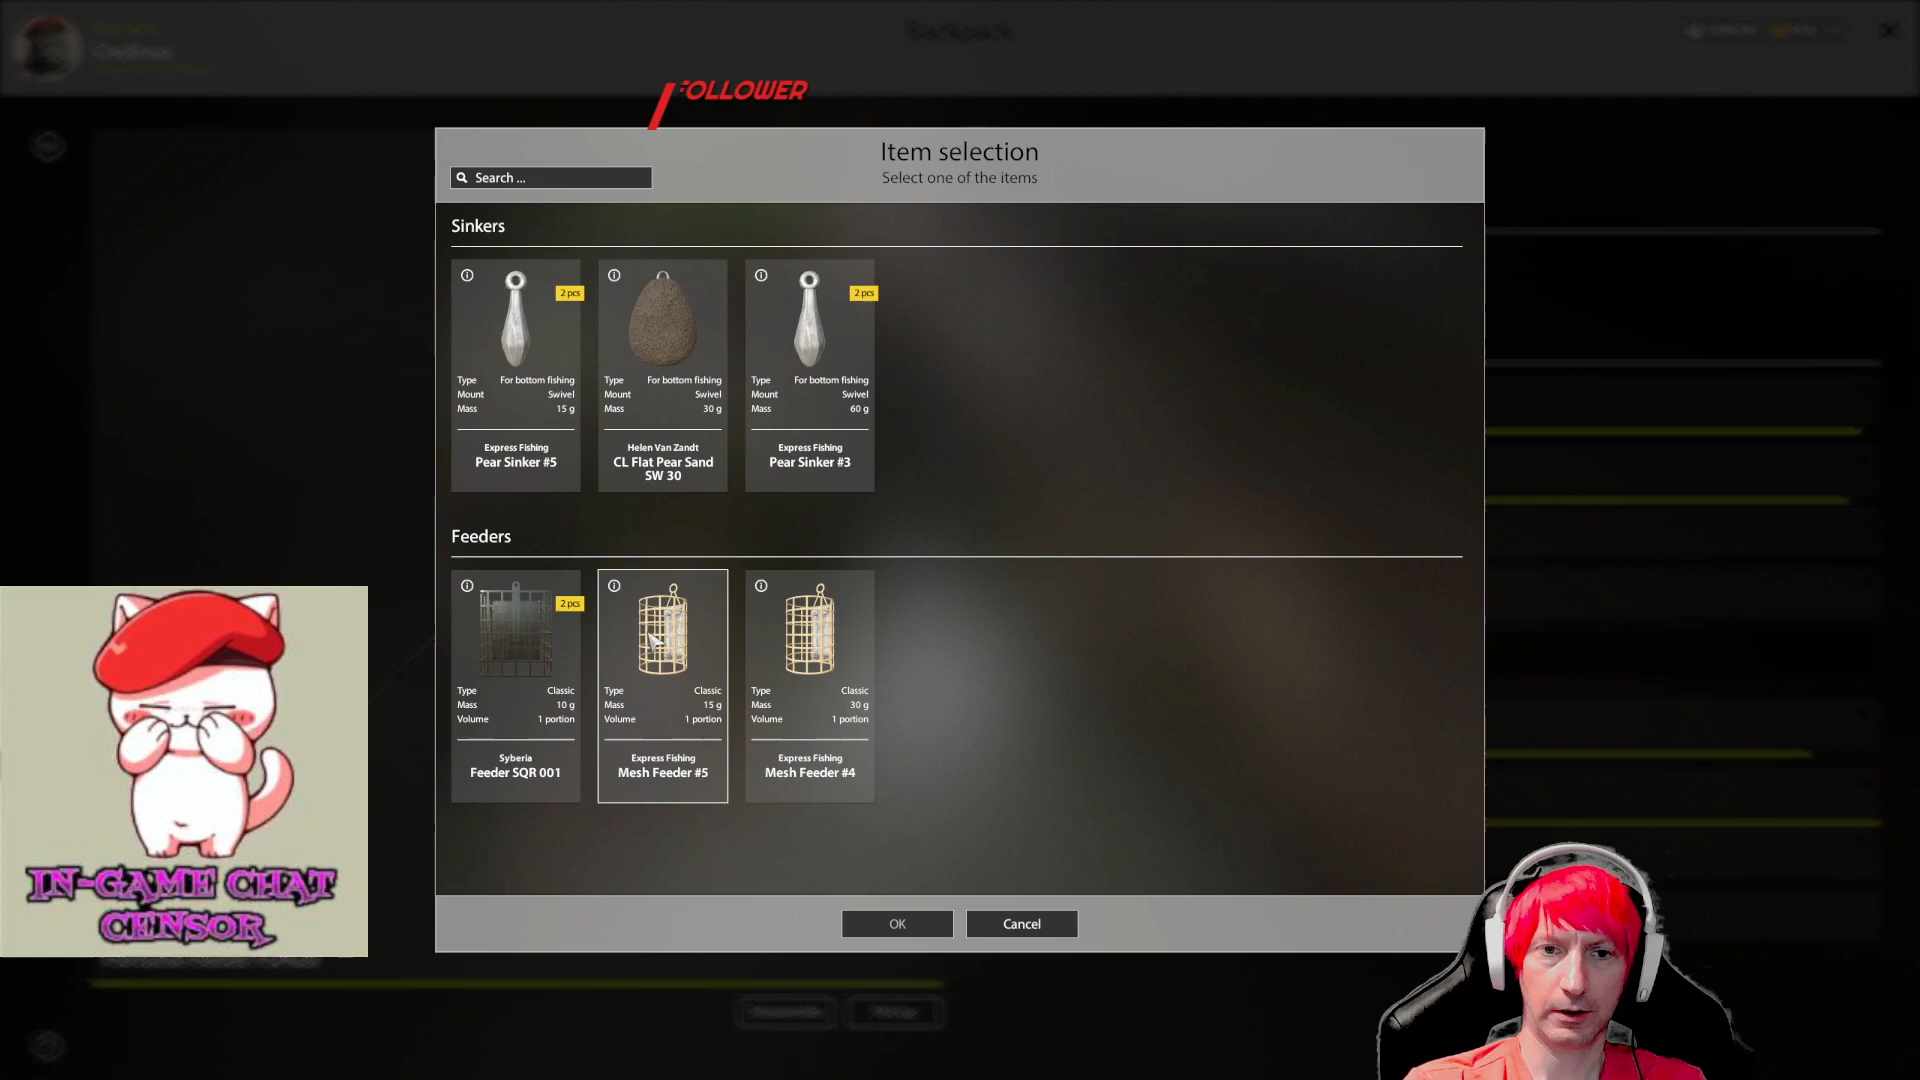 Backpack
FOLLOWER
Item selection
Search ...
Select one of the items
Sinkers
2 pcs
Type For bottom fishing
Mount Swivel
Mass 15 g
Express Fishing
Pear Sinker #5
Type For bottom fishing
Mount Swivel
Mass 30 g
Helen Van Zandt
CL Flat Pear Sand
SW 30
2 pcs
Type For bottom fishing
Mount Swivel
Mass 60 g
Express Fishing
Pear Sinker #3
Feeders
2 pcs
Type Classic
Mass 10 g
Volume 1 portion
Syberia
Feeder SQR 001
Type Classic
Mass 15 g
Volume 1 portion
Express Fishing
Mesh Feeder #5
Type Classic
Mass 30 g
Volume 1 portion
Express Fishing
Mesh Feeder #4
IN-GAME CHAT
CENSOR
OK
Cancel